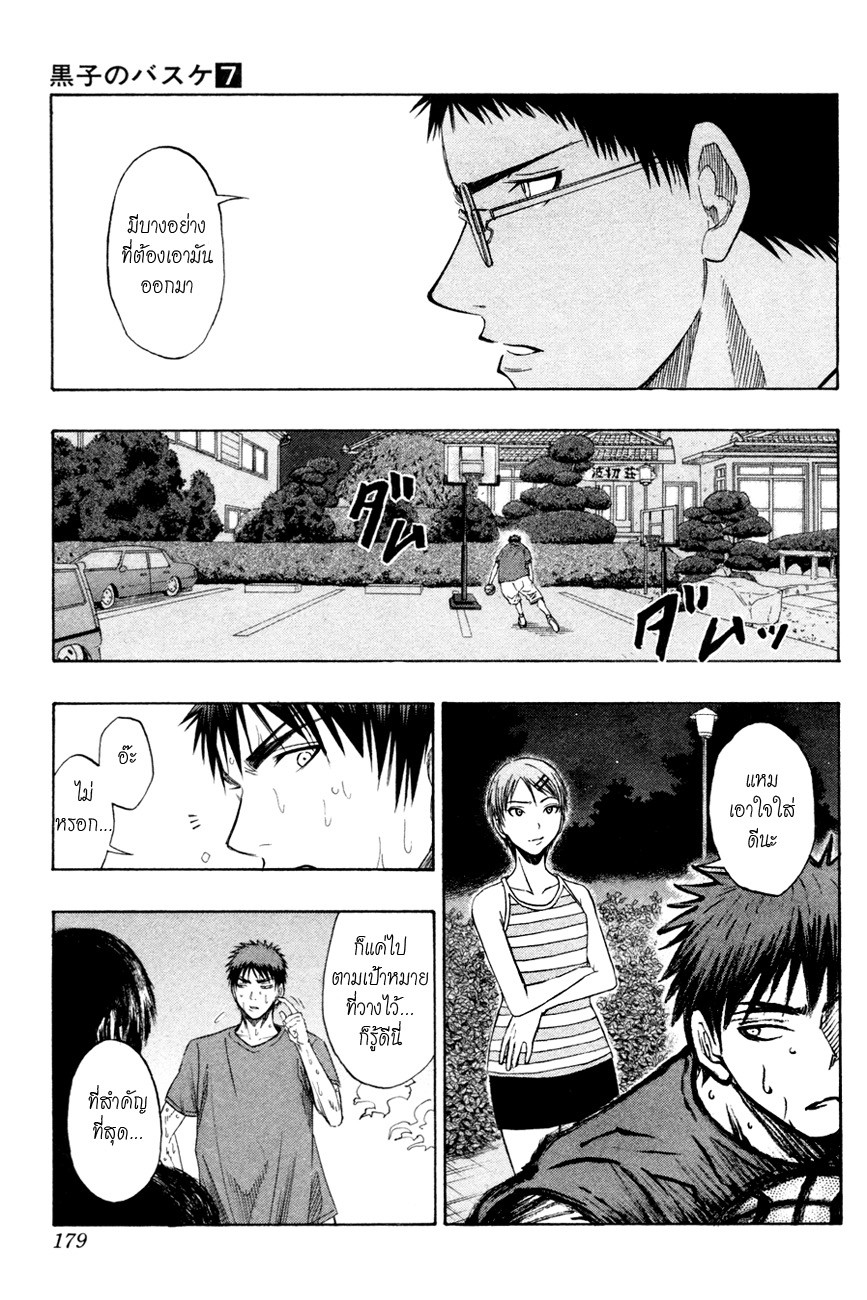 黒子のバスケ 7
มีบางอย่าง
ที่ต้องเอามัน
ออกมา
波切荘
ダム
ダムッ
แหม
เอาใจใส่
ดีนะ
อ๊ะ
ไม่
หรอก...
ก็แค่ไป
ตามเป้าหมาย
ที่วางไว้...
ก็รู้ดีนี่
ที่สำคัญ
ที่สุด...
179